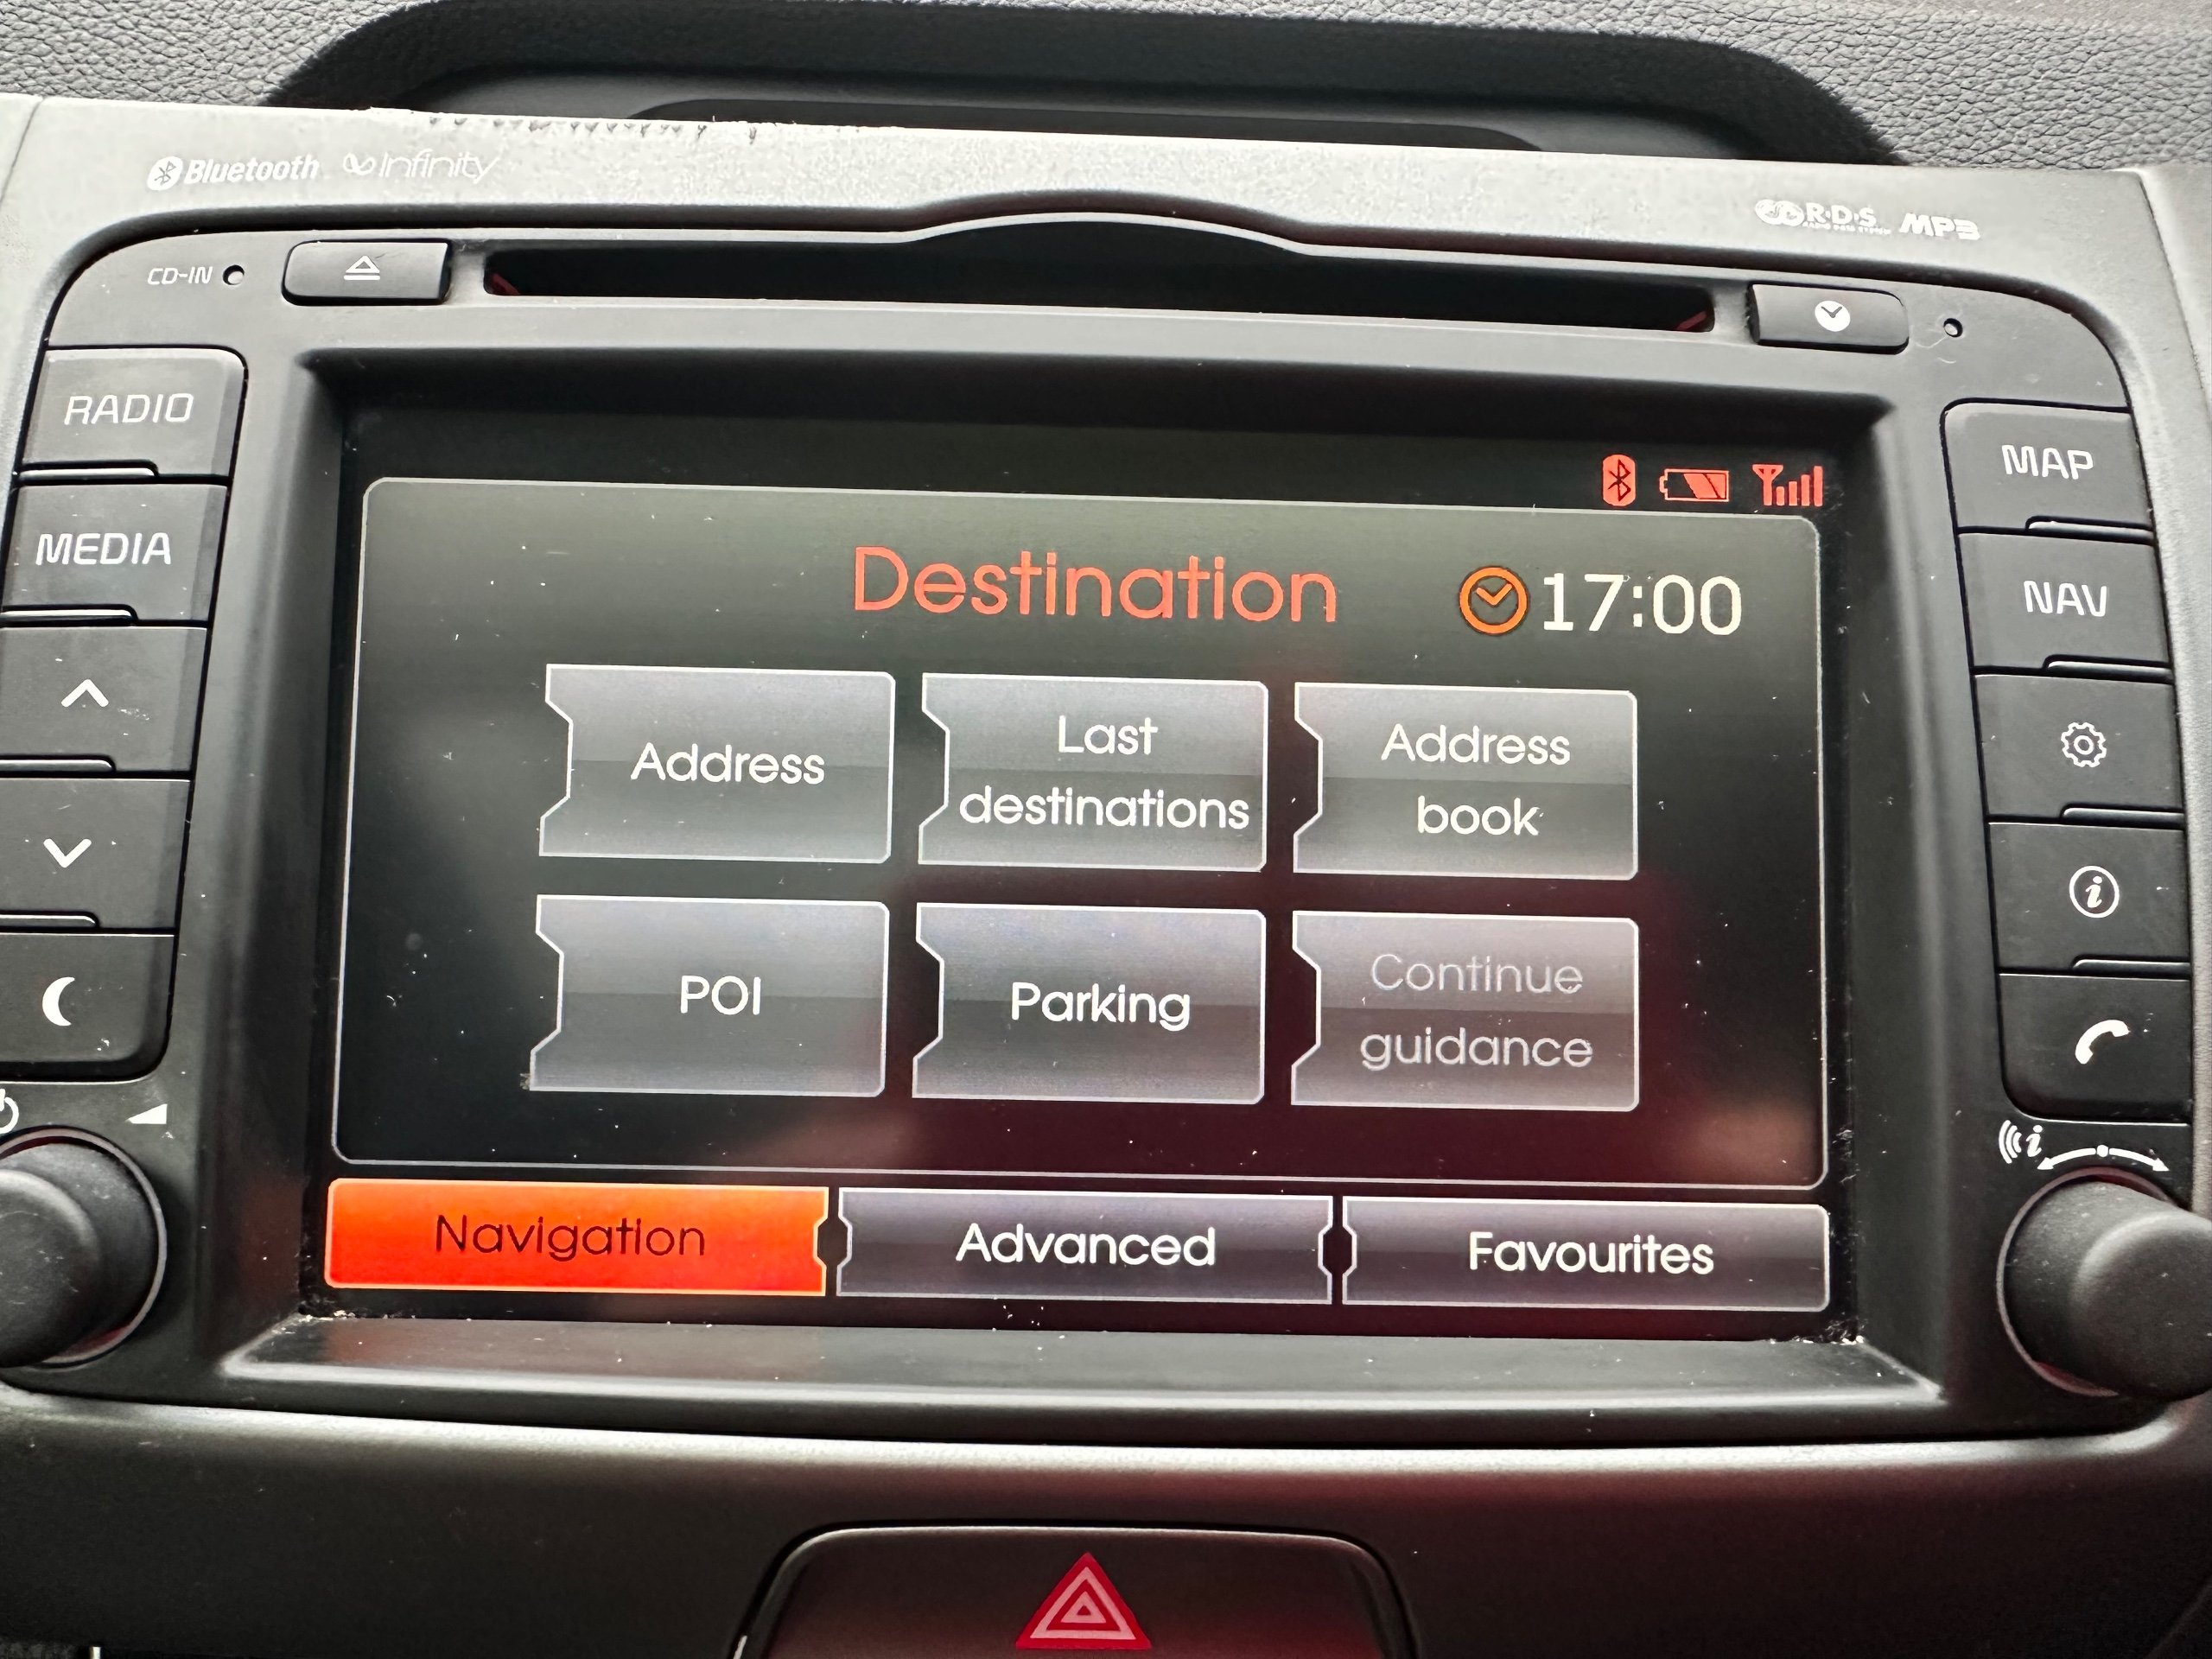 Bluetooth infinity
R·D·S MP3
CD-IN
RADIO
MEDIA
MAP
NAV
Destination 17:00
Address
Last
destinations
Address
book
POI
Parking
Continue
guidance
Navigation
Advanced
Favourites